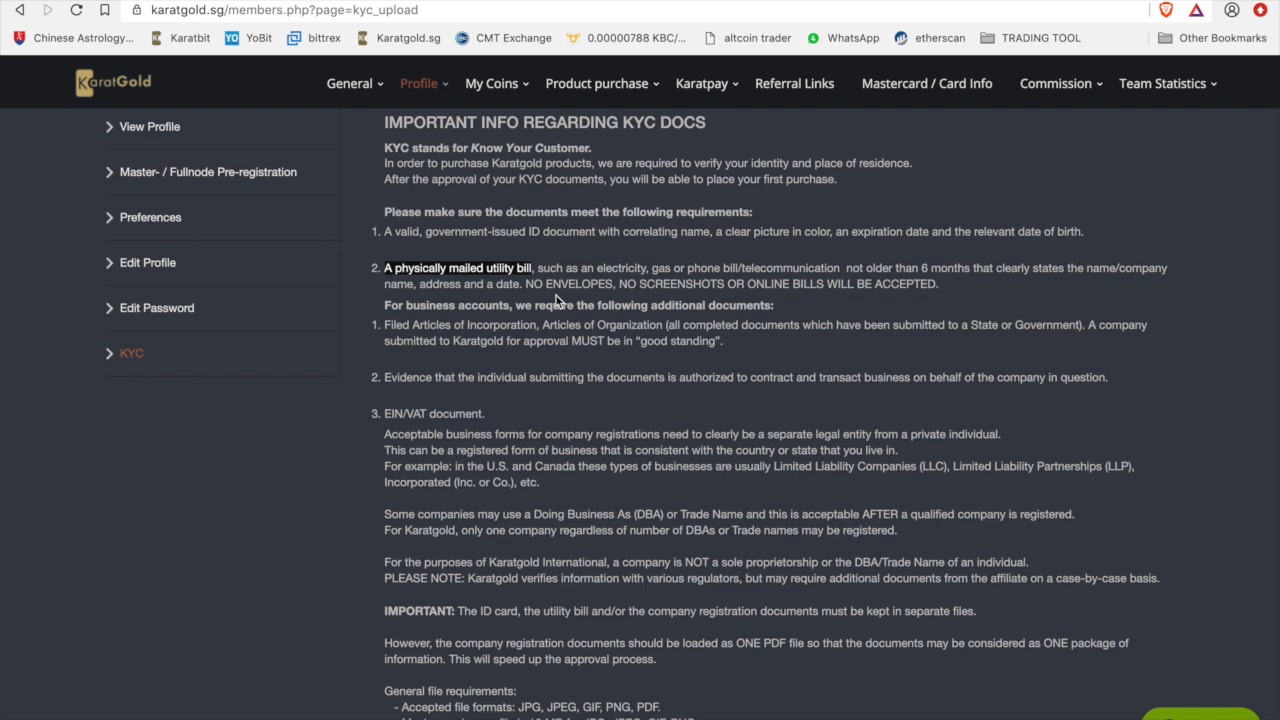 karatgold.sg/members.php?page=kyc_upload
Chinese Astrology... Karatbit YoBit bittrex Karatgold.sg CMT Exchange 0.00000788 KBC/... altcoin trader WhatsApp etherscan TRADING TOOL Other Bookmarks
KaratGold General Profile My Coins Product purchase Karatpay Referral Links Mastercard / Card Info Commission Team Statistics
View Profile
Master- / Fullnode Pre-registration
Preferences
Edit Profile
Edit Password
KYC
IMPORTANT INFO REGARDING KYC DOCS
KYC stands for Know Your Customer.
In order to purchase Karatgold products, we are required to verify your identity and place of residence.
After the approval of your KYC documents, you will be able to place your first purchase.
Please make sure the documents meet the following requirements:
1. A valid, government-issued ID document with correlating name, a clear picture in color, an expiration date and the relevant date of birth.
2. A physically mailed utility bill, such as an electricity, gas or phone bill/telecommunication not older than 6 months that clearly states the name/company
name, address and a date. NO ENVELOPES, NO SCREENSHOTS OR ONLINE BILLS WILL BE ACCEPTED.
For business accounts, we require the following additional documents:
1. Filed Articles of Incorporation, Articles of Organization (all completed documents which have been submitted to a State or Government). A company
submitted to Karatgold for approval MUST be in “good standing”.
2. Evidence that the individual submitting the documents is authorized to contract and transact business on behalf of the company in question.
3. EIN/VAT document.
Acceptable business forms for company registrations need to clearly be a separate legal entity from a private individual.
This can be a registered form of business that is consistent with the country or state that you live in.
For example: in the U.S. and Canada these types of businesses are usually Limited Liability Companies (LLC), Limited Liability Partnerships (LLP),
Incorporated (Inc. or Co.), etc.
Some companies may use a Doing Business As (DBA) or Trade Name and this is acceptable AFTER a qualified company is registered.
For Karatgold, only one company regardless of number of DBAs or Trade names may be registered.
For the purposes of Karatgold International, a company is NOT a sole proprietorship or the DBA/Trade Name of an individual.
PLEASE NOTE: Karatgold verifies information with various regulators, but may require additional documents from the affiliate on a case-by-case basis.
IMPORTANT: The ID card, the utility bill and/or the company registration documents must be kept in separate files.
However, the company registration documents should be loaded as ONE PDF file so that the documents may be considered as ONE package of
information. This will speed up the approval process.
General file requirements:
- Accepted file formats: JPG, JPEG, GIF, PNG, PDF.